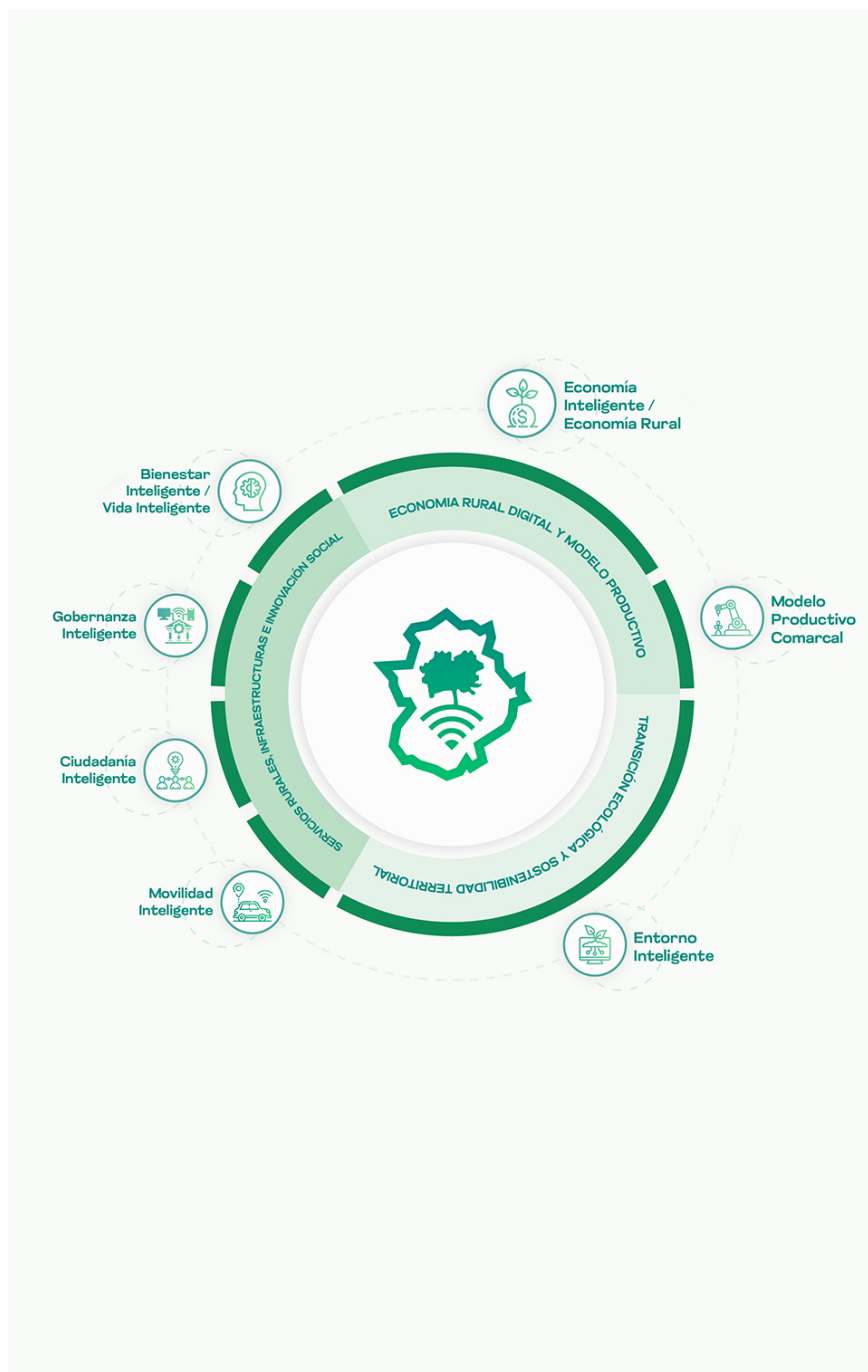 Economía
Inteligente /
Economía Rural
Bienestar
Inteligente /
Vida Inteligente
ECONOMIA RURAL DIGITAL Y MODELO PRODUCTIVO
SERVICIOS RURALES, INFRAESTRUCTURAS E INNOVACIÓN SOCIAL
Gobernanza
Inteligente
Modelo
Productivo
Comarcal
TRANSICIÓN ECOLÓGICA Y SOSTENIBILIDAD TERRITORIAL
Ciudadanía
Inteligente
Movilidad
Inteligente
Entorno
Inteligente